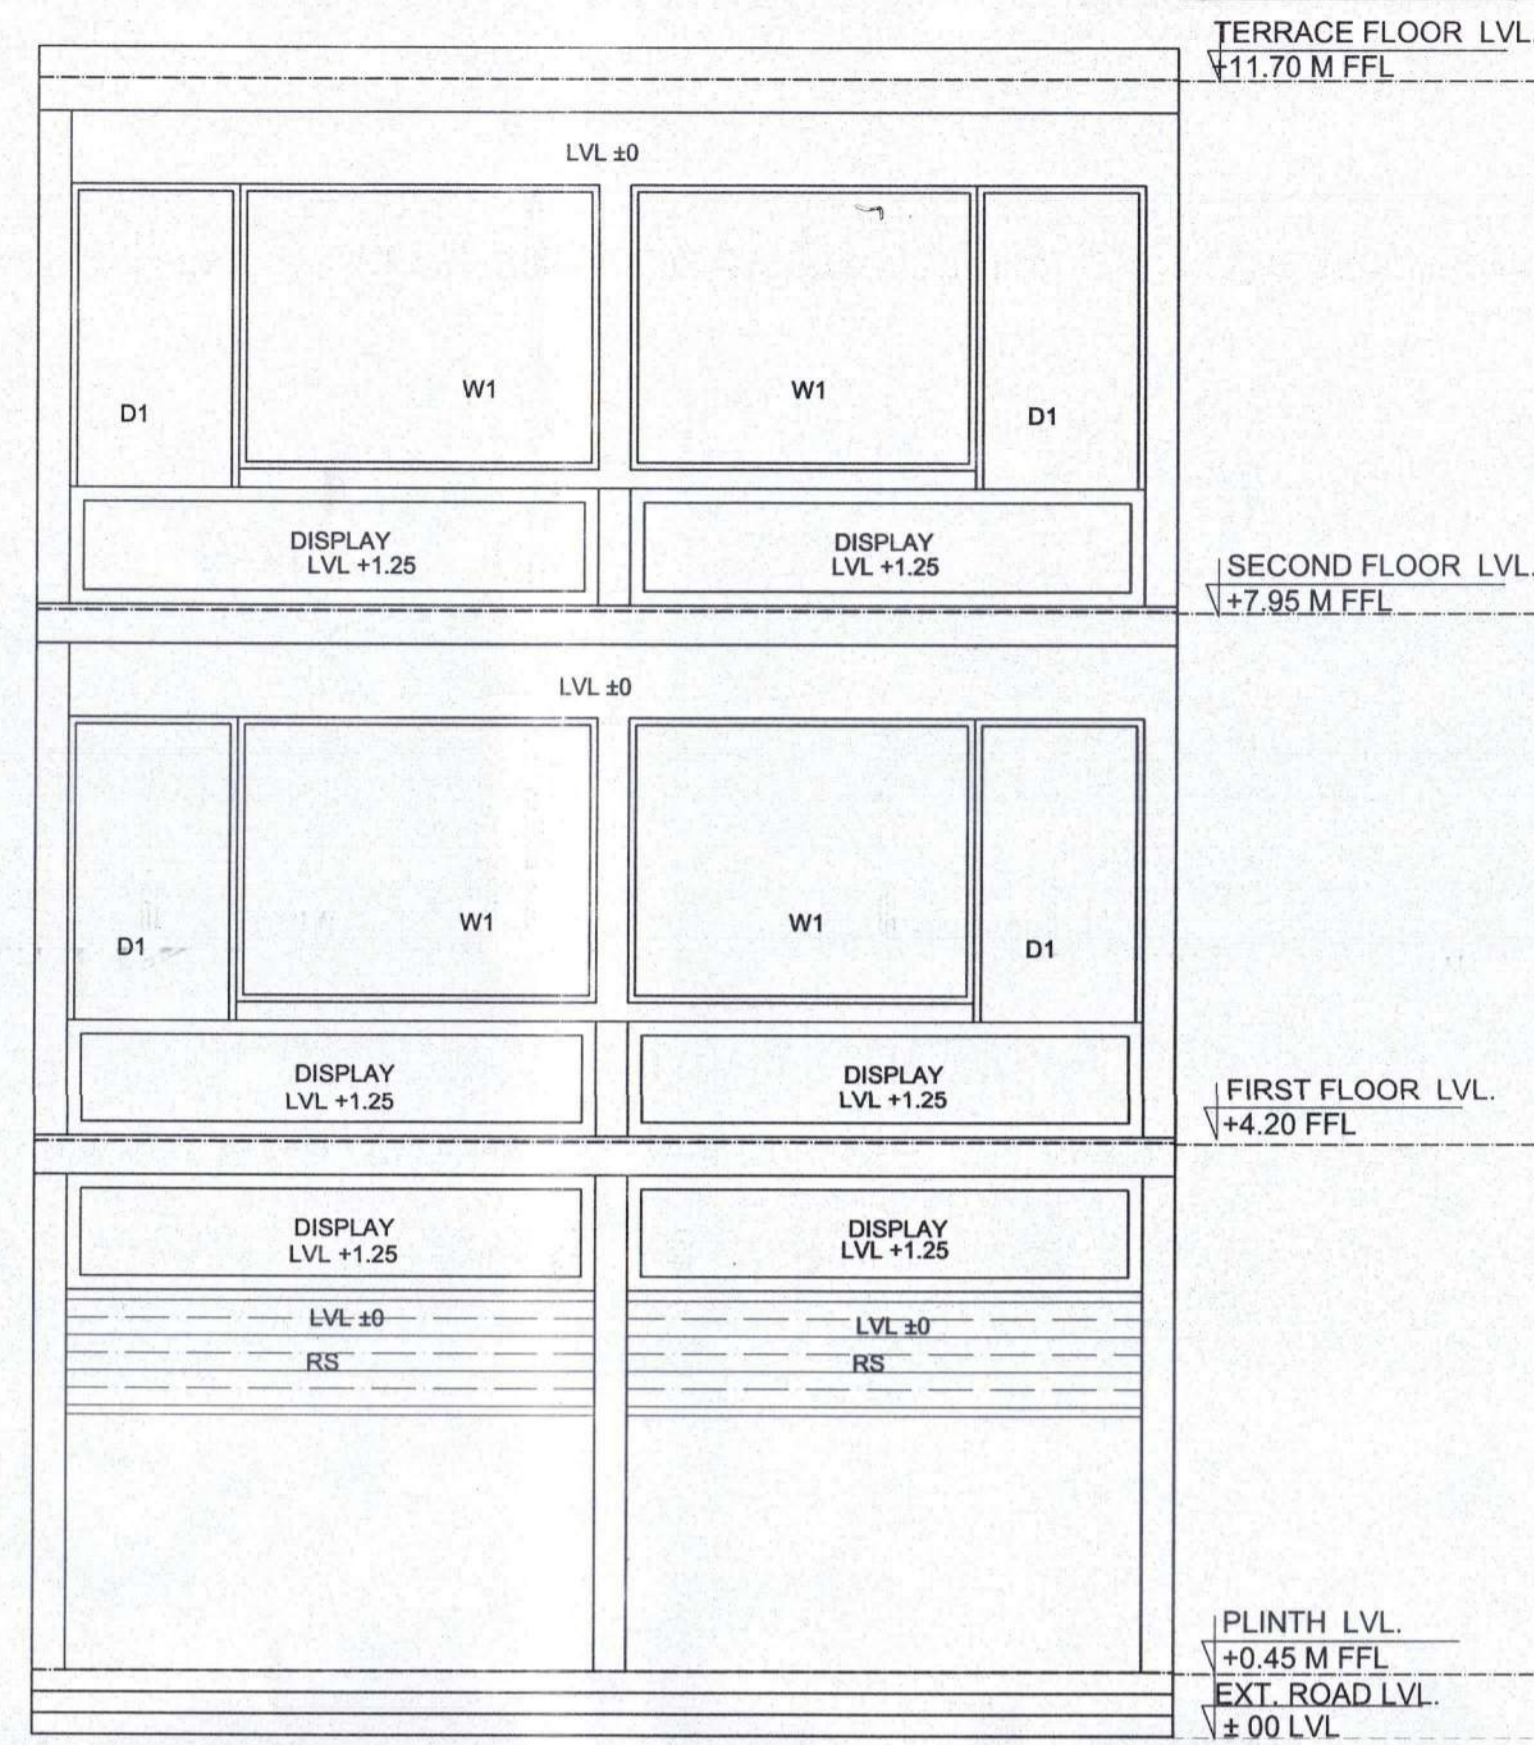 TERRACE FLOOR LVL.
+11.70 M FFL
LVL ±0
W1
W1
D1
D1
DISPLAY
LVL +1.25
DISPLAY
LVL +1.25
SECOND FLOOR LVL.
+7.95 M FFL
LVL ±0
W1
W1
D1
D1
DISPLAY
LVL +1.25
DISPLAY
LVL +1.25
FIRST FLOOR LVL.
+4.20 FFL
DISPLAY
LVL +1.25
DISPLAY
LVL +1.25
LVL ±0
LVL ±0
RS
RS
PLINTH LVL.
+0.45 M FFL
EXT. ROAD LVL.
± 00 LVL